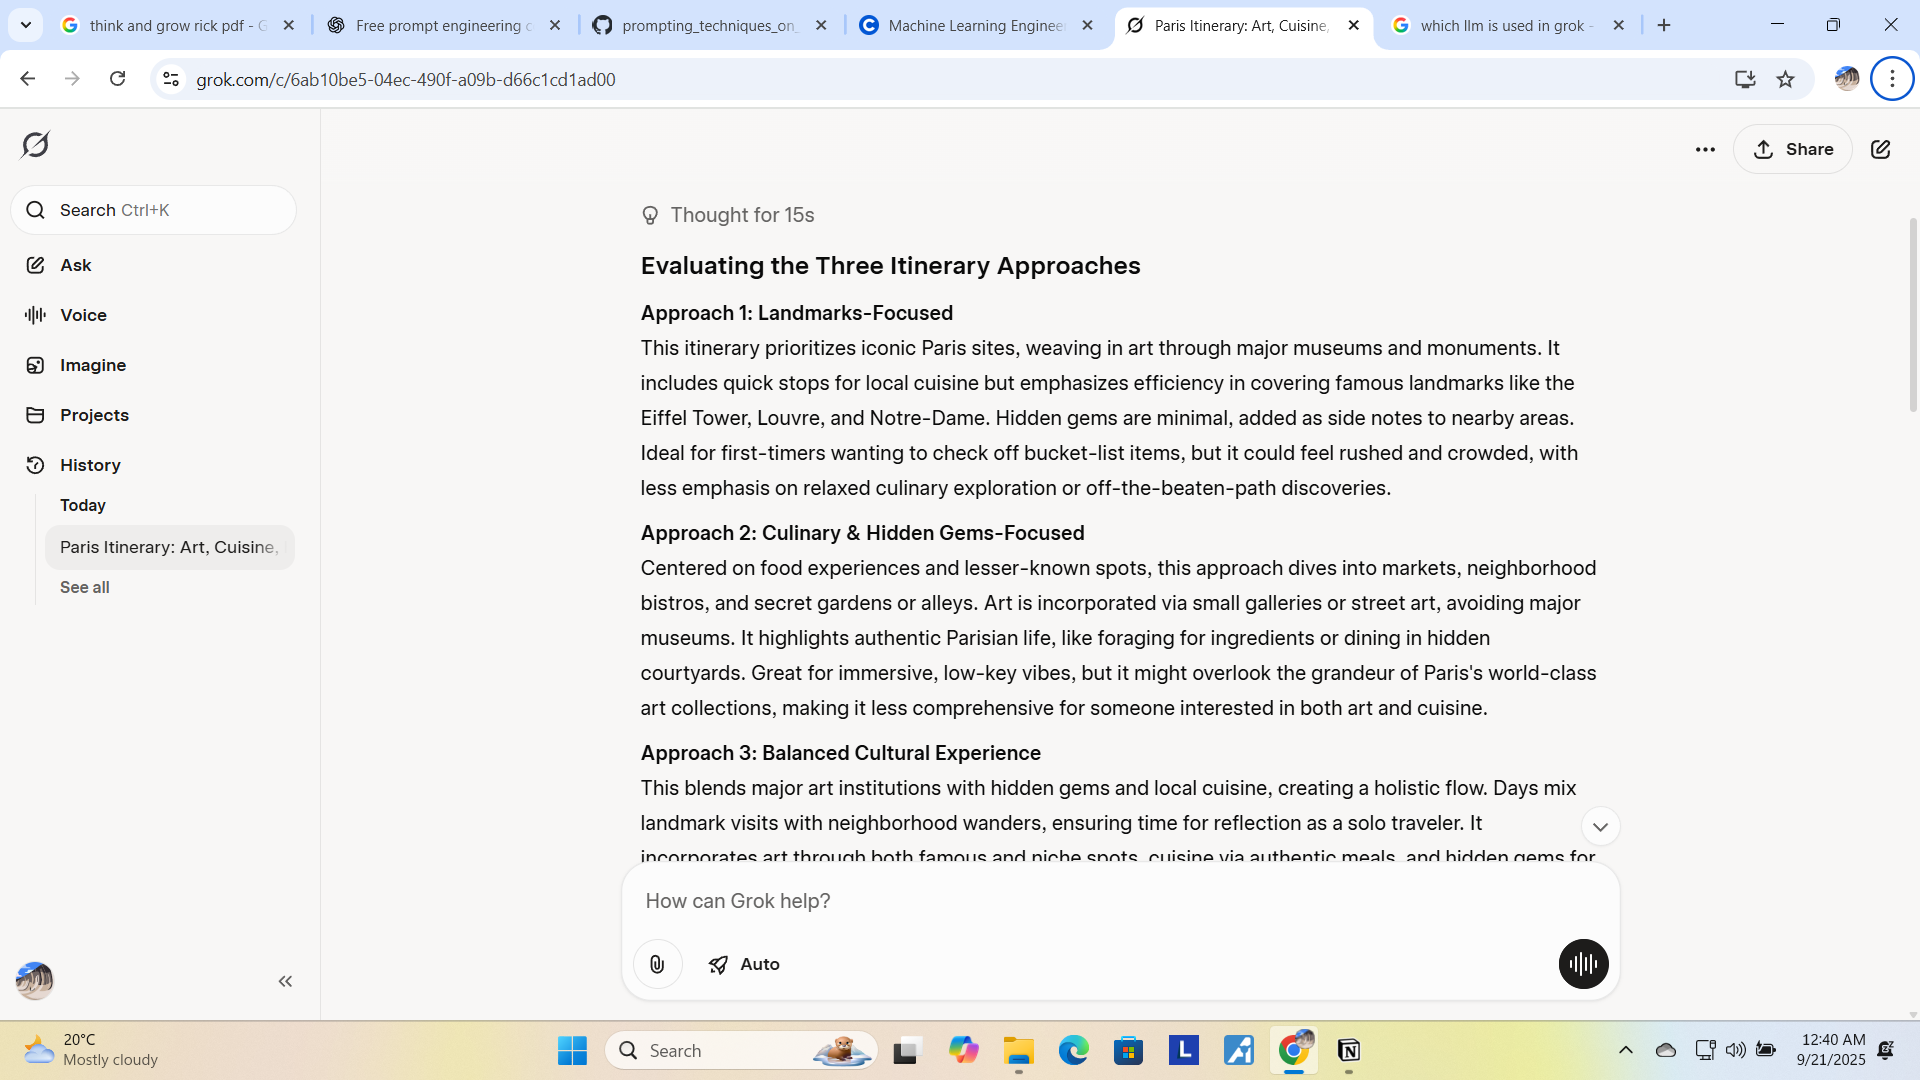 think and grow rick pdf - G
Free prompt engineering c
prompting_techniques_on_
Machine Learning Engineer
Paris Itinerary: Art, Cuisine,
which llm is used in grok -
grok.com/c/6ab10be5-04ec-490f-a09b-d66c1cd1ad00
Share
Search Ctrl+K
Ask
Voice
Imagine
Projects
History
Today
Paris Itinerary: Art, Cuisine,
See all
Thought for 15s
Evaluating the Three Itinerary Approaches
Approach 1: Landmarks-Focused
This itinerary prioritizes iconic Paris sites, weaving in art through major museums and monuments. It
includes quick stops for local cuisine but emphasizes efficiency in covering famous landmarks like the
Eiffel Tower, Louvre, and Notre-Dame. Hidden gems are minimal, added as side notes to nearby areas.
Ideal for first-timers wanting to check off bucket-list items, but it could feel rushed and crowded, with
less emphasis on relaxed culinary exploration or off-the-beaten-path discoveries.
Approach 2: Culinary & Hidden Gems-Focused
Centered on food experiences and lesser-known spots, this approach dives into markets, neighborhood
bistros, and secret gardens or alleys. Art is incorporated via small galleries or street art, avoiding major
museums. It highlights authentic Parisian life, like foraging for ingredients or dining in hidden
courtyards. Great for immersive, low-key vibes, but it might overlook the grandeur of Paris's world-class
art collections, making it less comprehensive for someone interested in both art and cuisine.
Approach 3: Balanced Cultural Experience
This blends major art institutions with hidden gems and local cuisine, creating a holistic flow. Days mix
landmark visits with neighborhood wanders, ensuring time for reflection as a solo traveler. It
incorporates art through both famous and niche spots, cuisine via authentic meals, and hidden gems for
How can Grok help?
Auto
20°C
Mostly cloudy
Search
12:40 AM
9/21/2025